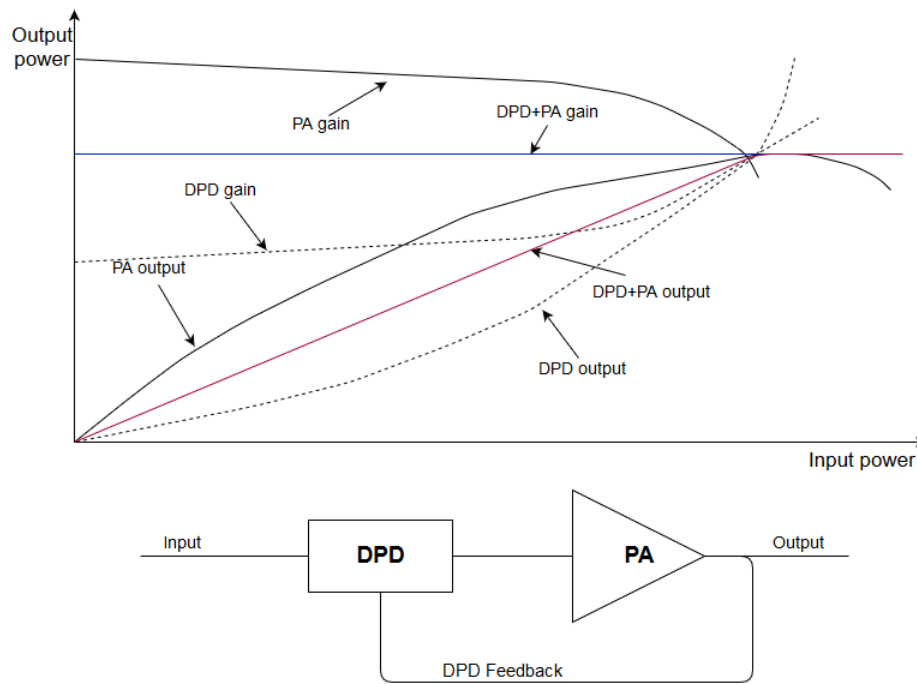 Output
power
PA gain
DPD+PA gain
DPD gain
PA output
DPD+PA output
DPD output
Input power
Input
DPD
PA
Output
DPD Feedback